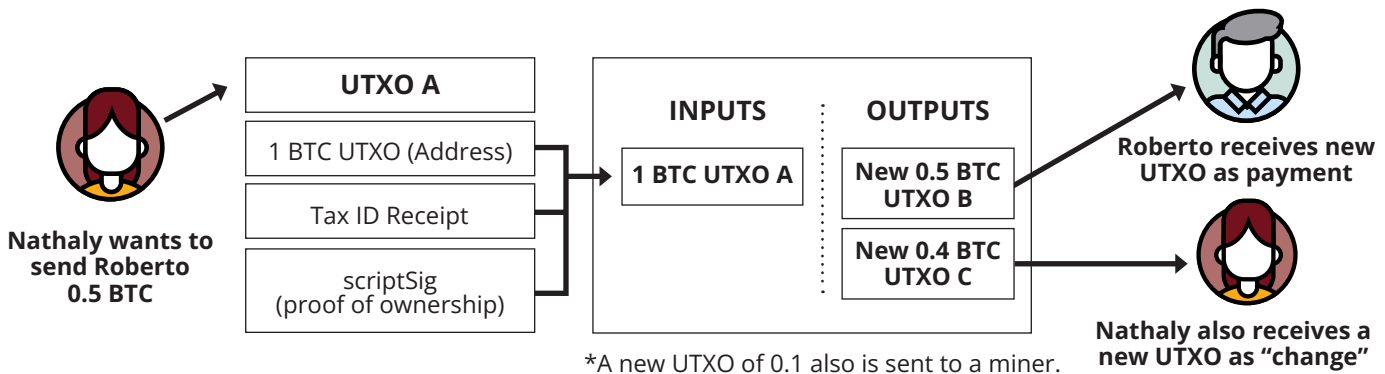 Nathaly wants to
send Roberto
0.5 BTC
UTXO A
1 BTC UTXO (Address)
Tax ID Receipt
scriptSig
(proof of ownership)
INPUTS
1 BTC UTXO A
OUTPUTS
New 0.5 BTC
UTXO B
New 0.4 BTC
UTXO C
*A new UTXO of 0.1 also is sent to a miner.
Roberto receives new
UTXO as payment
Nathaly also receives a
new UTXO as “change”